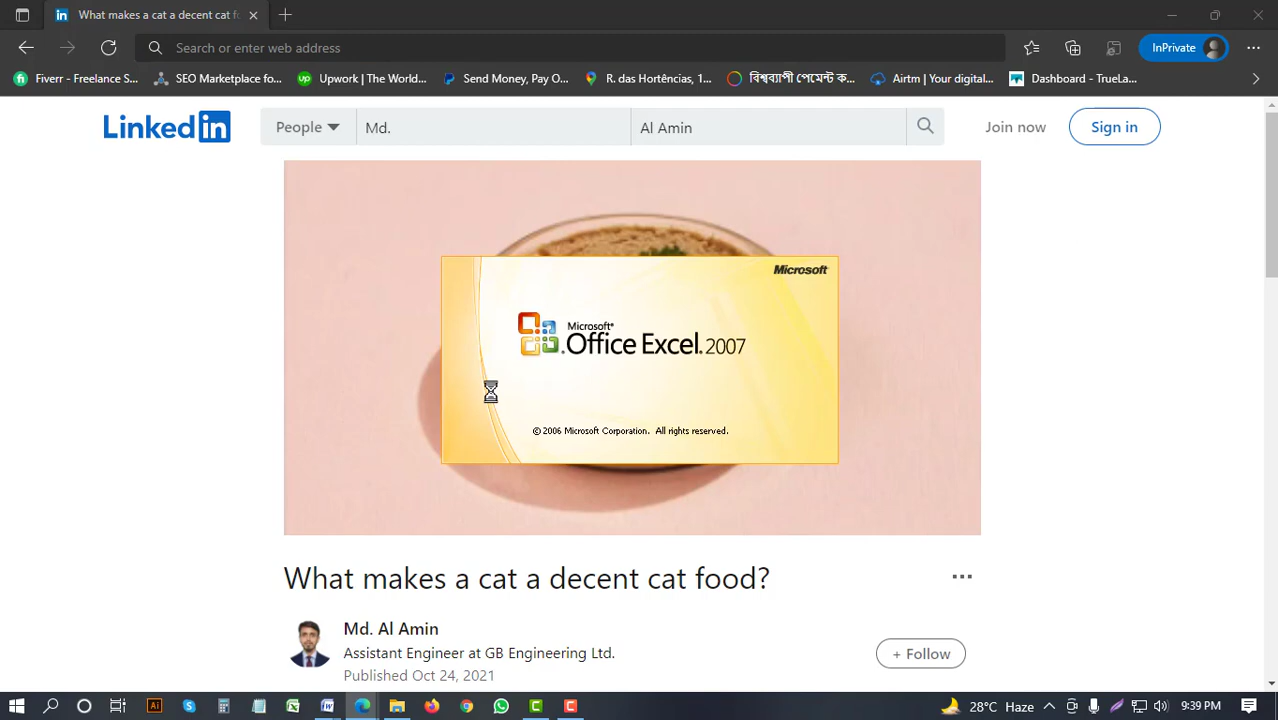 What makes a cat a decent cat fo
Search or enter web address
InPrivate
Fiverr - Freelance S...
SEO Marketplace fo...
Upwork | The World...
Send Money, Pay O...
R. das Hortências, 1...
বিশ্বব্যাপী পেমেন্ট ক...
Airtm | Your digital...
Dashboard - TrueLa...
Linked in
People
Md.
Al Amin
Join now
Sign in
Microsoft
Microsoft®
Office Excel 2007
© 2006 Microsoft Corporation. All rights reserved.
What makes a cat a decent cat food?
Md. Al Amin
Assistant Engineer at GB Engineering Ltd.
Published Oct 24, 2021
+ Follow
28°C Haze
9:39 PM